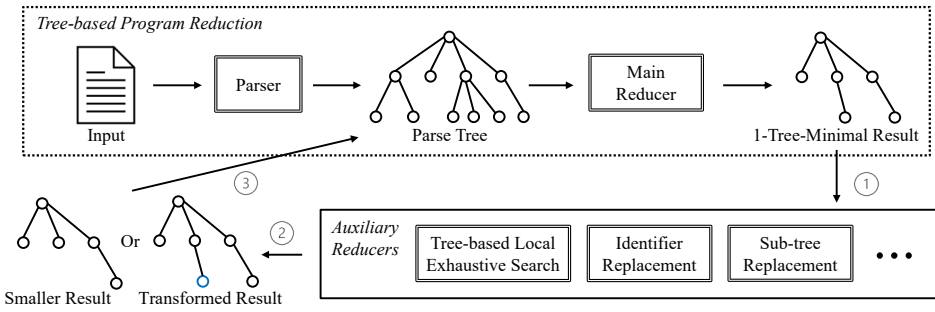 Tree-based Program Reduction
Input
Parser
Parse Tree
Main
Reducer
1-Tree-Minimal Result
①
③
②
Smaller Result
Or
Transformed Result
Auxiliary
Reducers
Tree-based Local
Exhaustive Search
Identifier
Replacement
Sub-tree
Replacement
•••